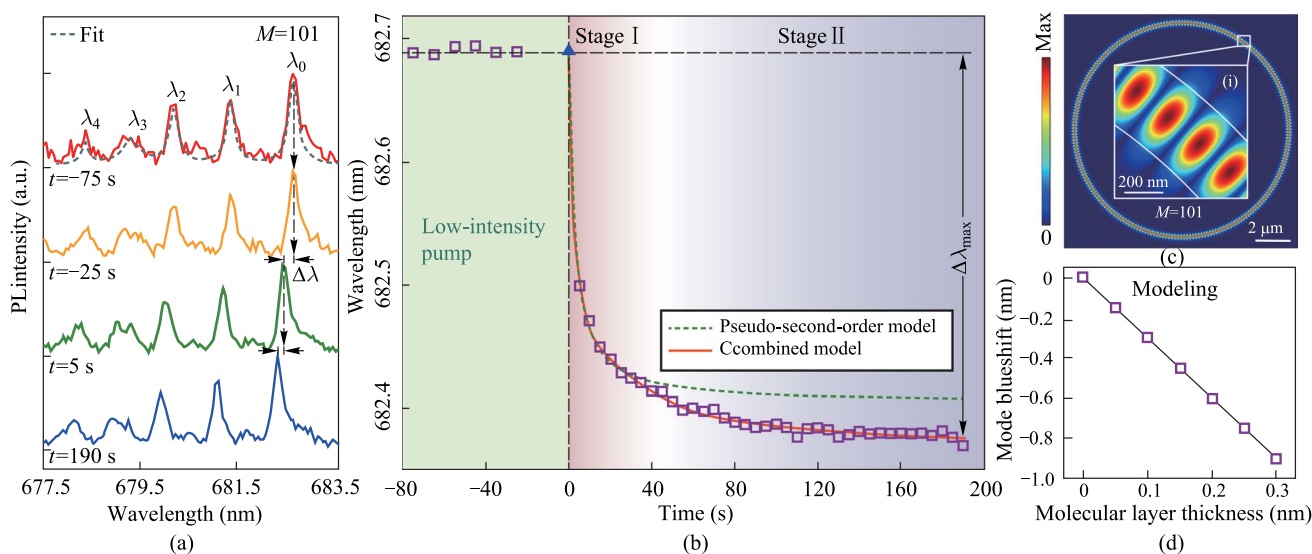 Fit
M=101
λ0
λ1
λ2
λ3
λ4
t=−75 s
t=−25 s
Δλ
t=5 s
t=190 s
PLintensity (a.u.)
677.5 679.5 681.5 683.5
Wavelength (nm)
(a)
Stage Ⅰ
Stage Ⅱ
Low-intensity
pump
Δλmax
Pseudo-second-order model
Ccombined model
Wavelength (nm)
682.7
682.6
682.5
682.4
−80 −40 0 40 80 120 160 200
Time (s)
(b)
Max
0
(i)
200 nm
M=101
2 μm
(c)
Modeling
Mode blueshift (nm)
0
−0.2
−0.4
−0.6
−0.8
−1.0
0 0.1 0.2 0.3
Molecular layer thickness (nm)
(d)